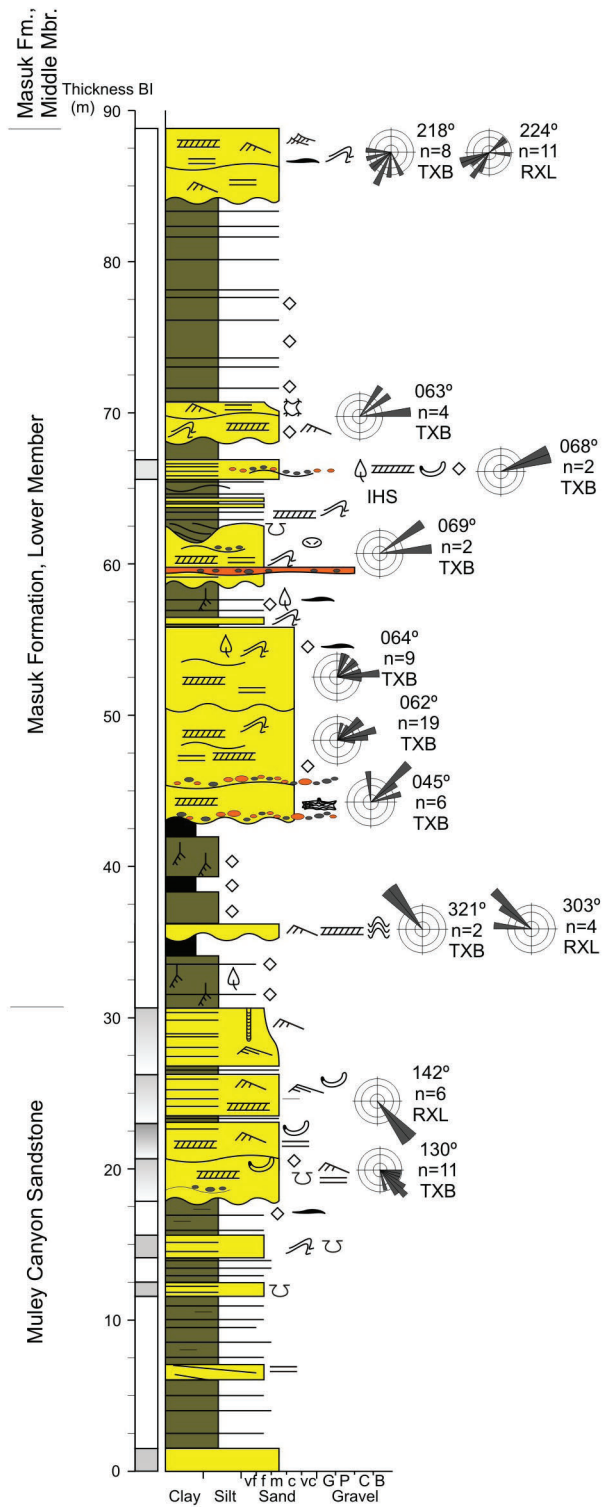 Masuk Fm.,
Middle Mbr.
Thickness BI
(m)
90
218º
n=8
TXB
224º
n=11
RXL
80
70
063º
n=4
TXB
068º
n=2
TXB
IHS
069º
n=2
TXB
60
Masuk Formation, Lower Member
064º
n=9
TXB
50
062º
n=19
TXB
045º
n=6
TXB
40
321º
n=2
TXB
303º
n=4
RXL
30
142º
n=6
RXL
130º
n=11
TXB
20
Muley Canyon Sandstone
10
0
vf f m c vc G P C B
Clay Silt Sand Gravel